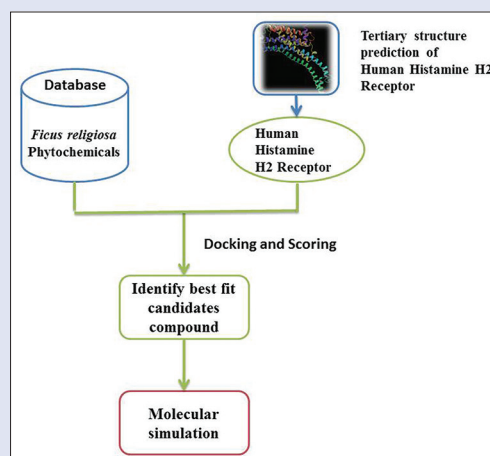 Tertiary structure
prediction of
Human Histamine H2
Receptor
Database
Ficus religiosa
Phytochemicals
Human
Histamine
H2 Receptor
Docking and Scoring
Identify best fit
candidates
compound
Molecular
simulation